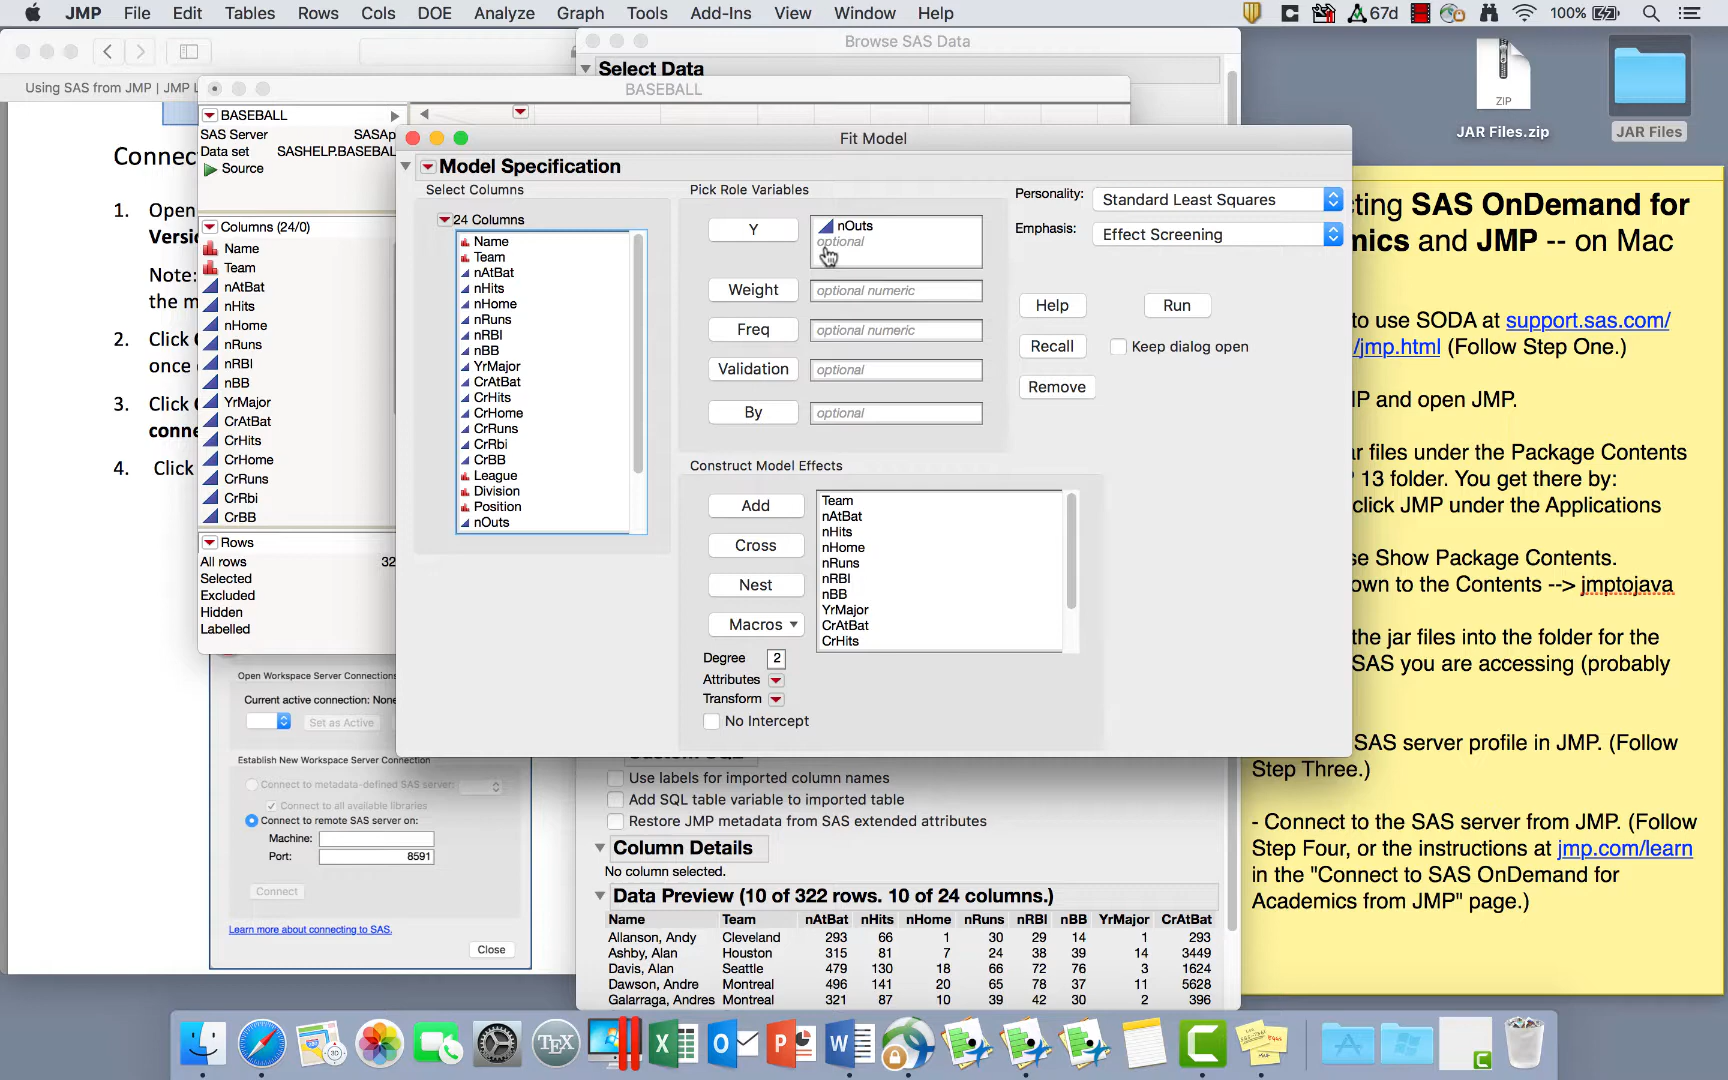 JMP File Edit Tables Rows Cols DOE Analyze Graph Tools Add-Ins View Window Help 67d 100%
Browse SAS Data
Select Data
Using SAS from JMP | JMP L
BASEBALL
ZIP
JAR Files.zip
JAR Files
BASEBALL
SAS Server SASAp
Data set SASHELP.BASEBAL
Source
Columns (24/0)
Name
Team
nAtBat
nHits
nHome
nRuns
nRBI
nBB
YrMajor
CrAtBat
CrHits
CrHome
CrRuns
CrRbi
CrBB
Rows
All rows 32
Selected
Excluded
Hidden
Labelled
Connec
1. Open
Versio
Note:
the m
2. Click
once
3. Click
conne
4. Click
Fit Model
Model Specification
Select Columns
24 Columns
Name
Team
nAtBat
nHits
nHome
nRuns
nRBI
nBB
YrMajor
CrAtBat
CrHits
CrHome
CrRuns
CrRbi
CrBB
League
Division
Position
nOuts
Pick Role Variables
Y nOuts
optional
Weight optional numeric
Freq optional numeric
Validation optional
By optional
Personality: Standard Least Squares
Emphasis: Effect Screening
Help Run
Recall Keep dialog open
Remove
Construct Model Effects
Add
Cross
Nest
Macros
Team
nAtBat
nHits
nHome
nRuns
nRBI
nBB
YrMajor
CrAtBat
CrHits
Degree 2
Attributes
Transform
No Intercept
cting SAS OnDemand for
mics and JMP -- on Mac
to use SODA at support.sas.com/
/jmp.html (Follow Step One.)
IP and open JMP.
ar files under the Package Contents
P 13 folder. You get there by:
click JMP under the Applications
se Show Package Contents.
own to the Contents --> jmptojava
the jar files into the folder for the
SAS you are accessing (probably
SAS server profile in JMP. (Follow
Step Three.)
- Connect to the SAS server from JMP. (Follow
Step Four, or the instructions at jmp.com/learn
in the "Connect to SAS OnDemand for
Academics from JMP" page.)
Open Workspace Server Connections
Current active connection: None
Set as Active
Establish New Workspace Server Connection
Connect to metadata-defined SAS server:
Connect to all available libraries
Connect to remote SAS server on:
Machine:
Port: 8591
Connect
Learn more about connecting to SAS.
Close
Use labels for imported column names
Add SQL table variable to imported table
Restore JMP metadata from SAS extended attributes
Column Details
No column selected.
Data Preview (10 of 322 rows. 10 of 24 columns.)
Name Team nAtBat nHits nHome nRuns nRBI nBB YrMajor CrAtBat
Allanson, Andy Cleveland 293 66 1 30 29 14 1 293
Ashby, Alan Houston 315 81 7 24 38 39 14 3449
Davis, Alan Seattle 479 130 18 66 72 76 3 1624
Dawson, Andre Montreal 496 141 20 65 78 37 11 5628
Galarraga, Andres Montreal 321 87 10 39 42 30 2 396
TEX